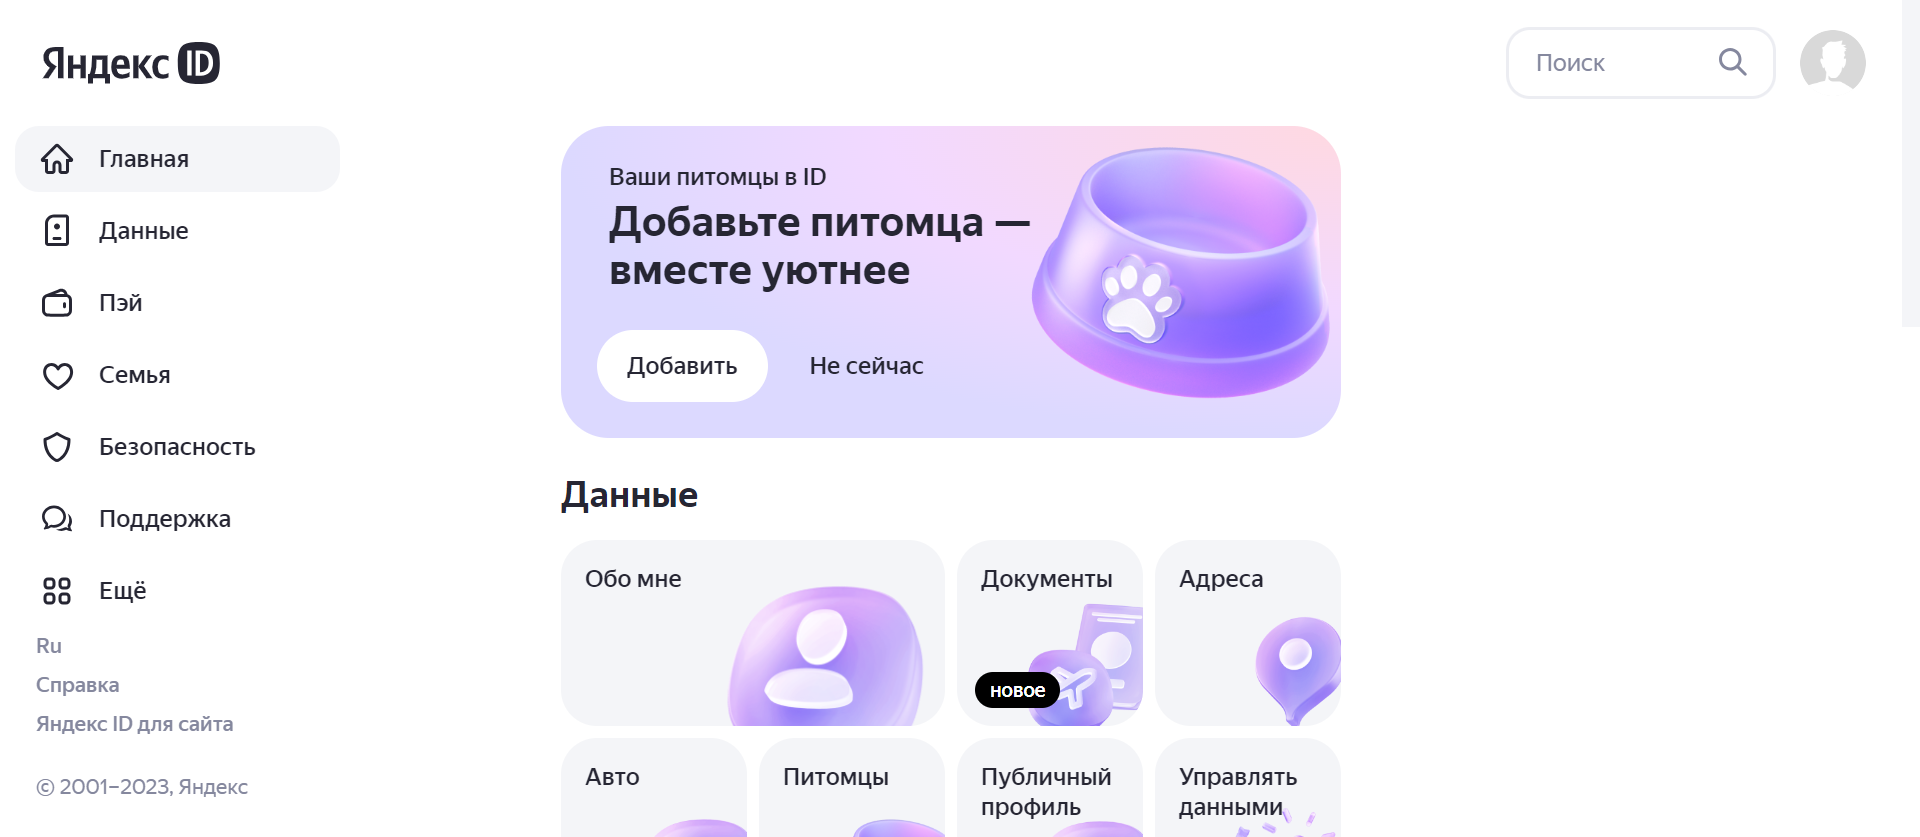 Яндекс ID
Поиск
Главная
Данные
Пэй
Семья
Безопасность
Поддержка
Ещё
Ru
Справка
Яндекс ID для сайта
© 2001–2023, Яндекс
Ваши питомцы в ID
Добавьте питомца —
вместе уютнее
Добавить
Не сейчас
Данные
Обо мне
Документы
новое
Адреса
Авто
Питомцы
Публичный
профиль
Управлять
данными